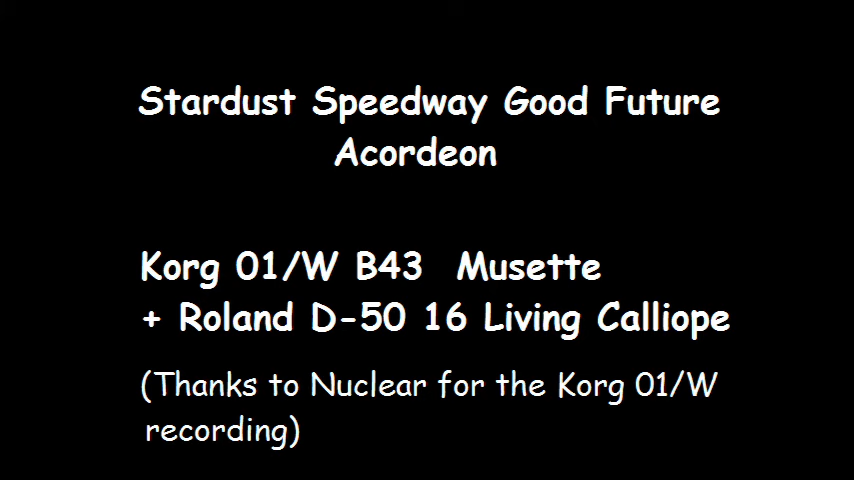 Stardust Speedway Good Future
Acordeon
Korg 01/W B43 Musette
+ Roland D-50 16 Living Calliope
(Thanks to Nuclear for the Korg 01/W
recording)